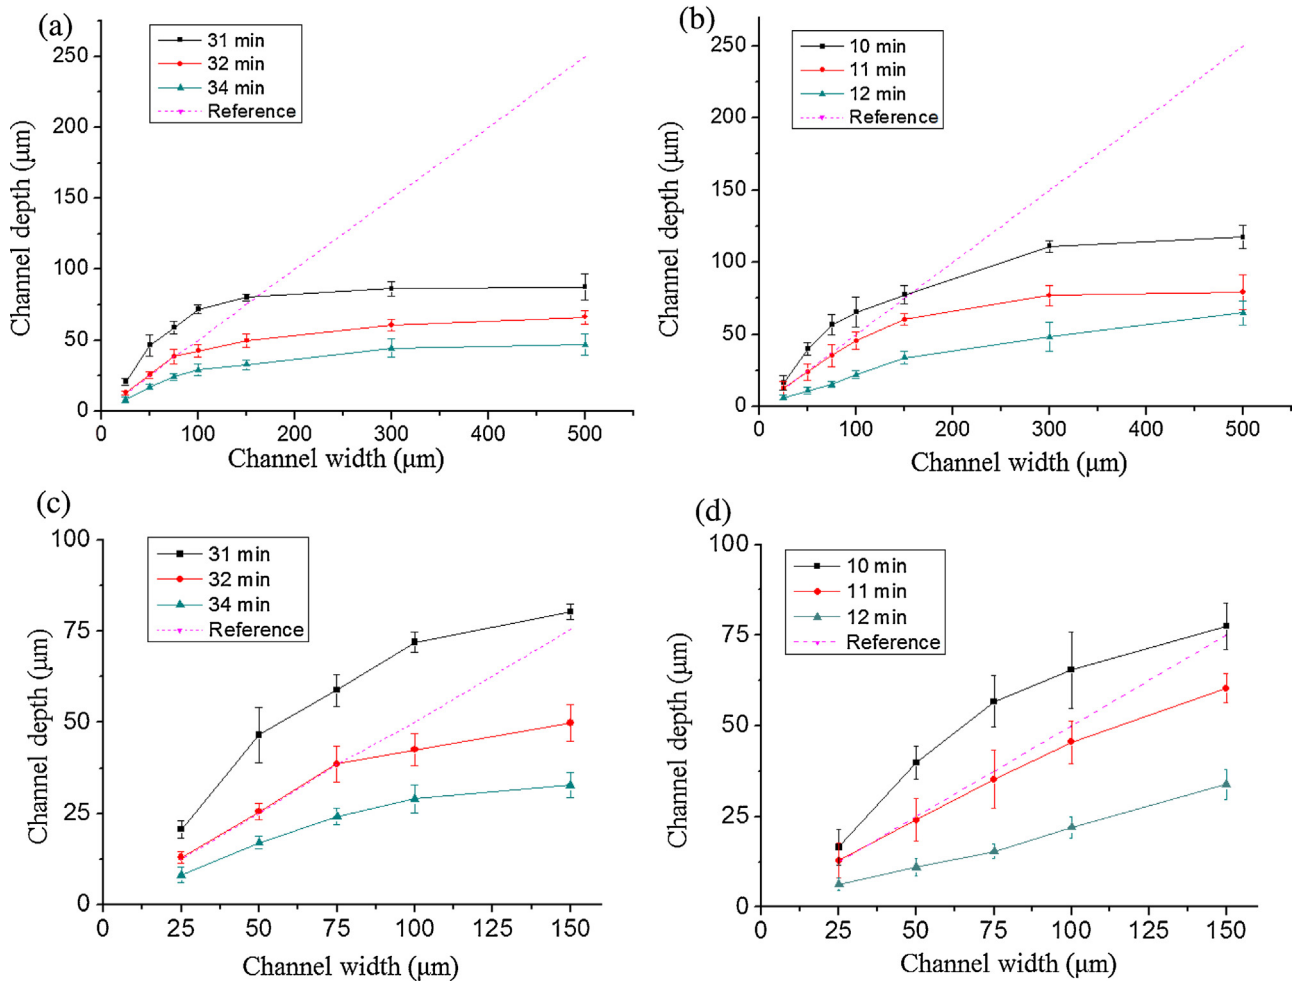 (a)
31 min
32 min
34 min
Reference
250
200
150
100
50
0
Channel depth (μm)
0 100 200 300 400 500
Channel width (μm)
(b)
10 min
11 min
12 min
Reference
250
200
150
100
50
0
Channel depth (μm)
0 100 200 300 400 500
Channel width (μm)
(c)
31 min
32 min
34 min
Reference
100
75
50
25
0
Channel depth (μm)
0 25 50 75 100 125 150
Channel width (μm)
(d)
10 min
11 min
12 min
Reference
100
75
50
25
0
Channel depth (μm)
0 25 50 75 100 125 150
Channel width (μm)